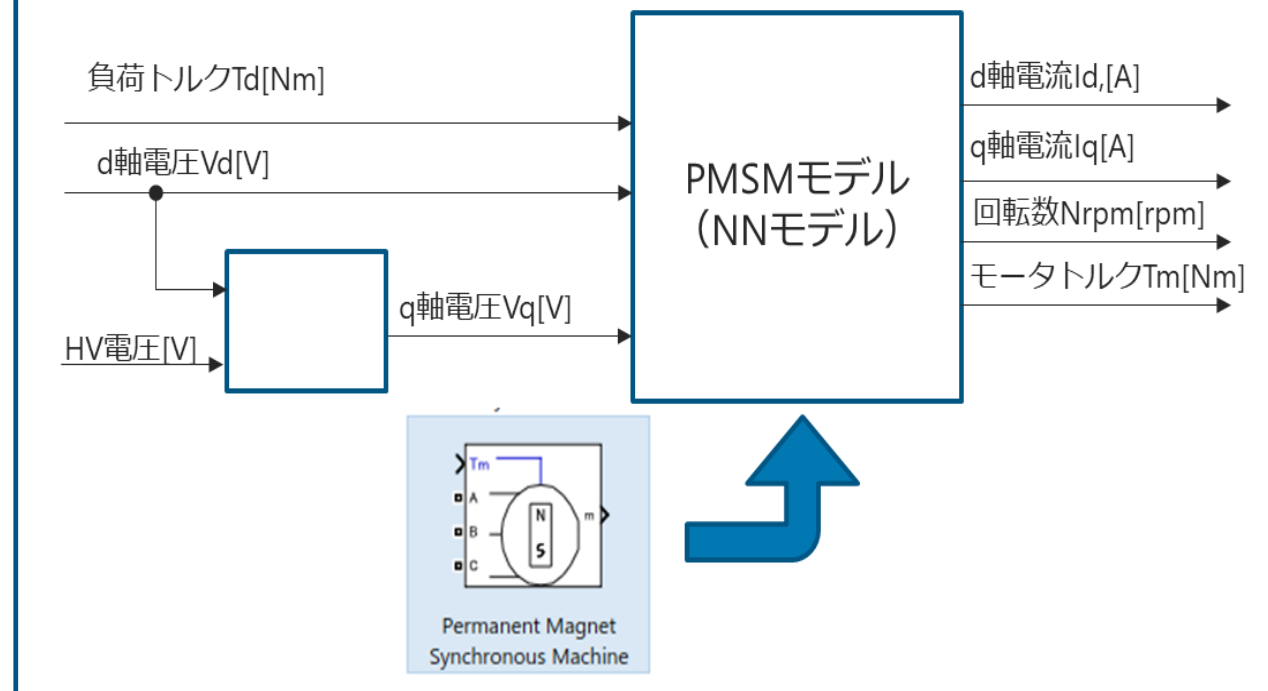 負荷トルクTd[Nm]
d軸電圧Vd[V]
HV電圧[V]
q軸電圧Vq[V]
PMSMモデル
（NNモデル）
d軸電流Id,[A]
q軸電流Iq[A]
回転数Nrpm[rpm]
モータトルクTm[Nm]
Tm
A
B
C
N
S
m
Permanent Magnet
Synchronous Machine